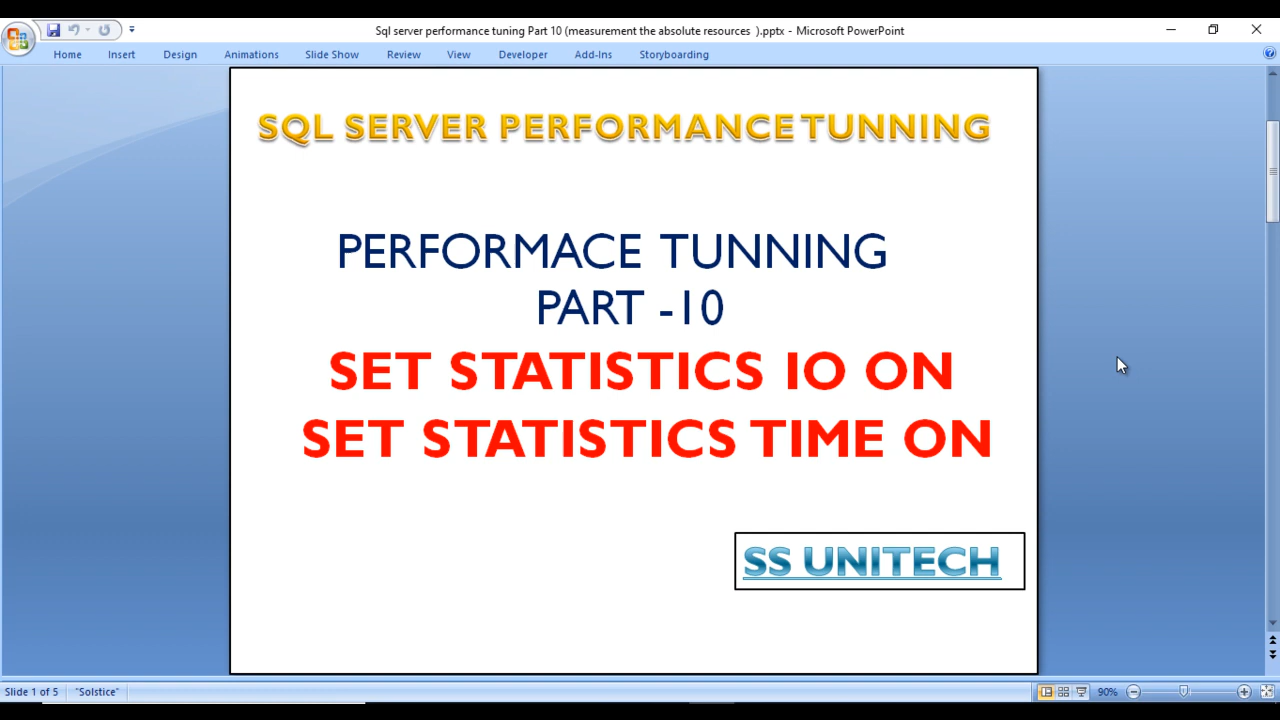 Sql server performance tuning Part 10 (measurement the absolute resources ).pptx - Microsoft PowerPoint
Home Insert Design Animations Slide Show Review View Developer Add-Ins Storyboarding
SQL SERVER PERFORMANCE TUNNING
PERFORMACE TUNNING
PART -10
SET STATISTICS IO ON
SET STATISTICS TIME ON
SS UNITECH
Slide 1 of 5 "Solstice" 90%